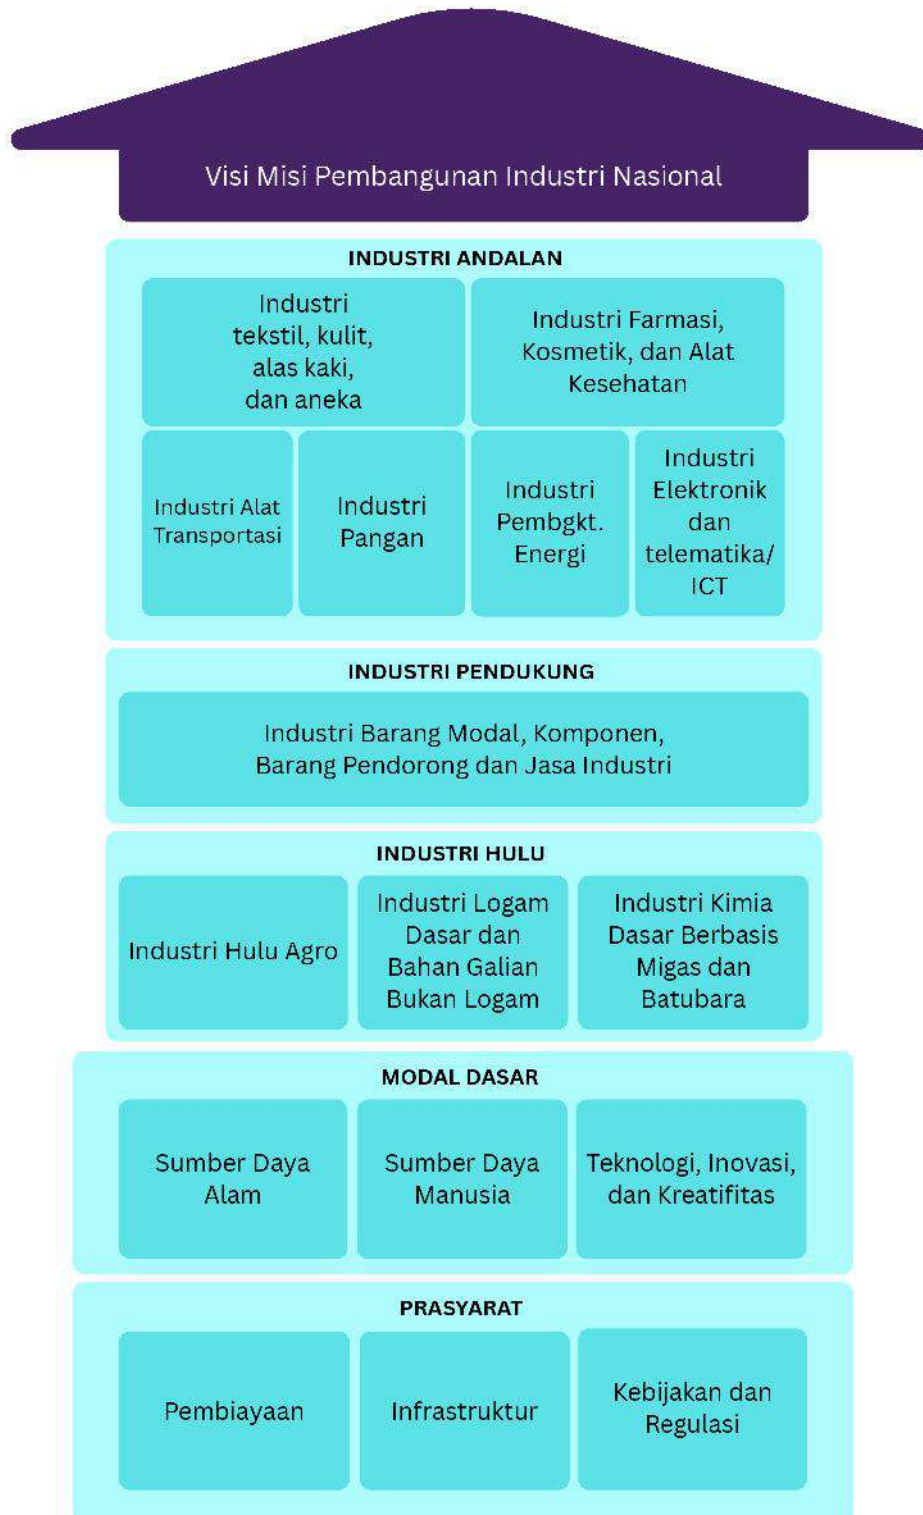 Visi Misi Pembangunan Industri Nasional
INDUSTRI ANDALAN
Industri
tekstil, kulit,
alas kaki,
dan aneka
Industri Farmasi,
Kosmetik, dan Alat
Kesehatan
Industri Alat
Transportasi
Industri
Pangan
Industri
Pembgkt.
Energi
Industri
Elektronik
dan
telematika/
ICT
INDUSTRI PENDUKUNG
Industri Barang Modal, Komponen,
Barang Pendorong dan Jasa Industri
INDUSTRI HULU
Industri Hulu Agro
Industri Logam
Dasar dan
Bahan Galian
Bukan Logam
Industri Kimia
Dasar Berbasis
Migas dan
Batubara
MODAL DASAR
Sumber Daya
Alam
Sumber Daya
Manusia
Teknologi, Inovasi,
dan Kreatifitas
PRASYARAT
Pembiayaan
Infrastruktur
Kebijakan dan
Regulasi